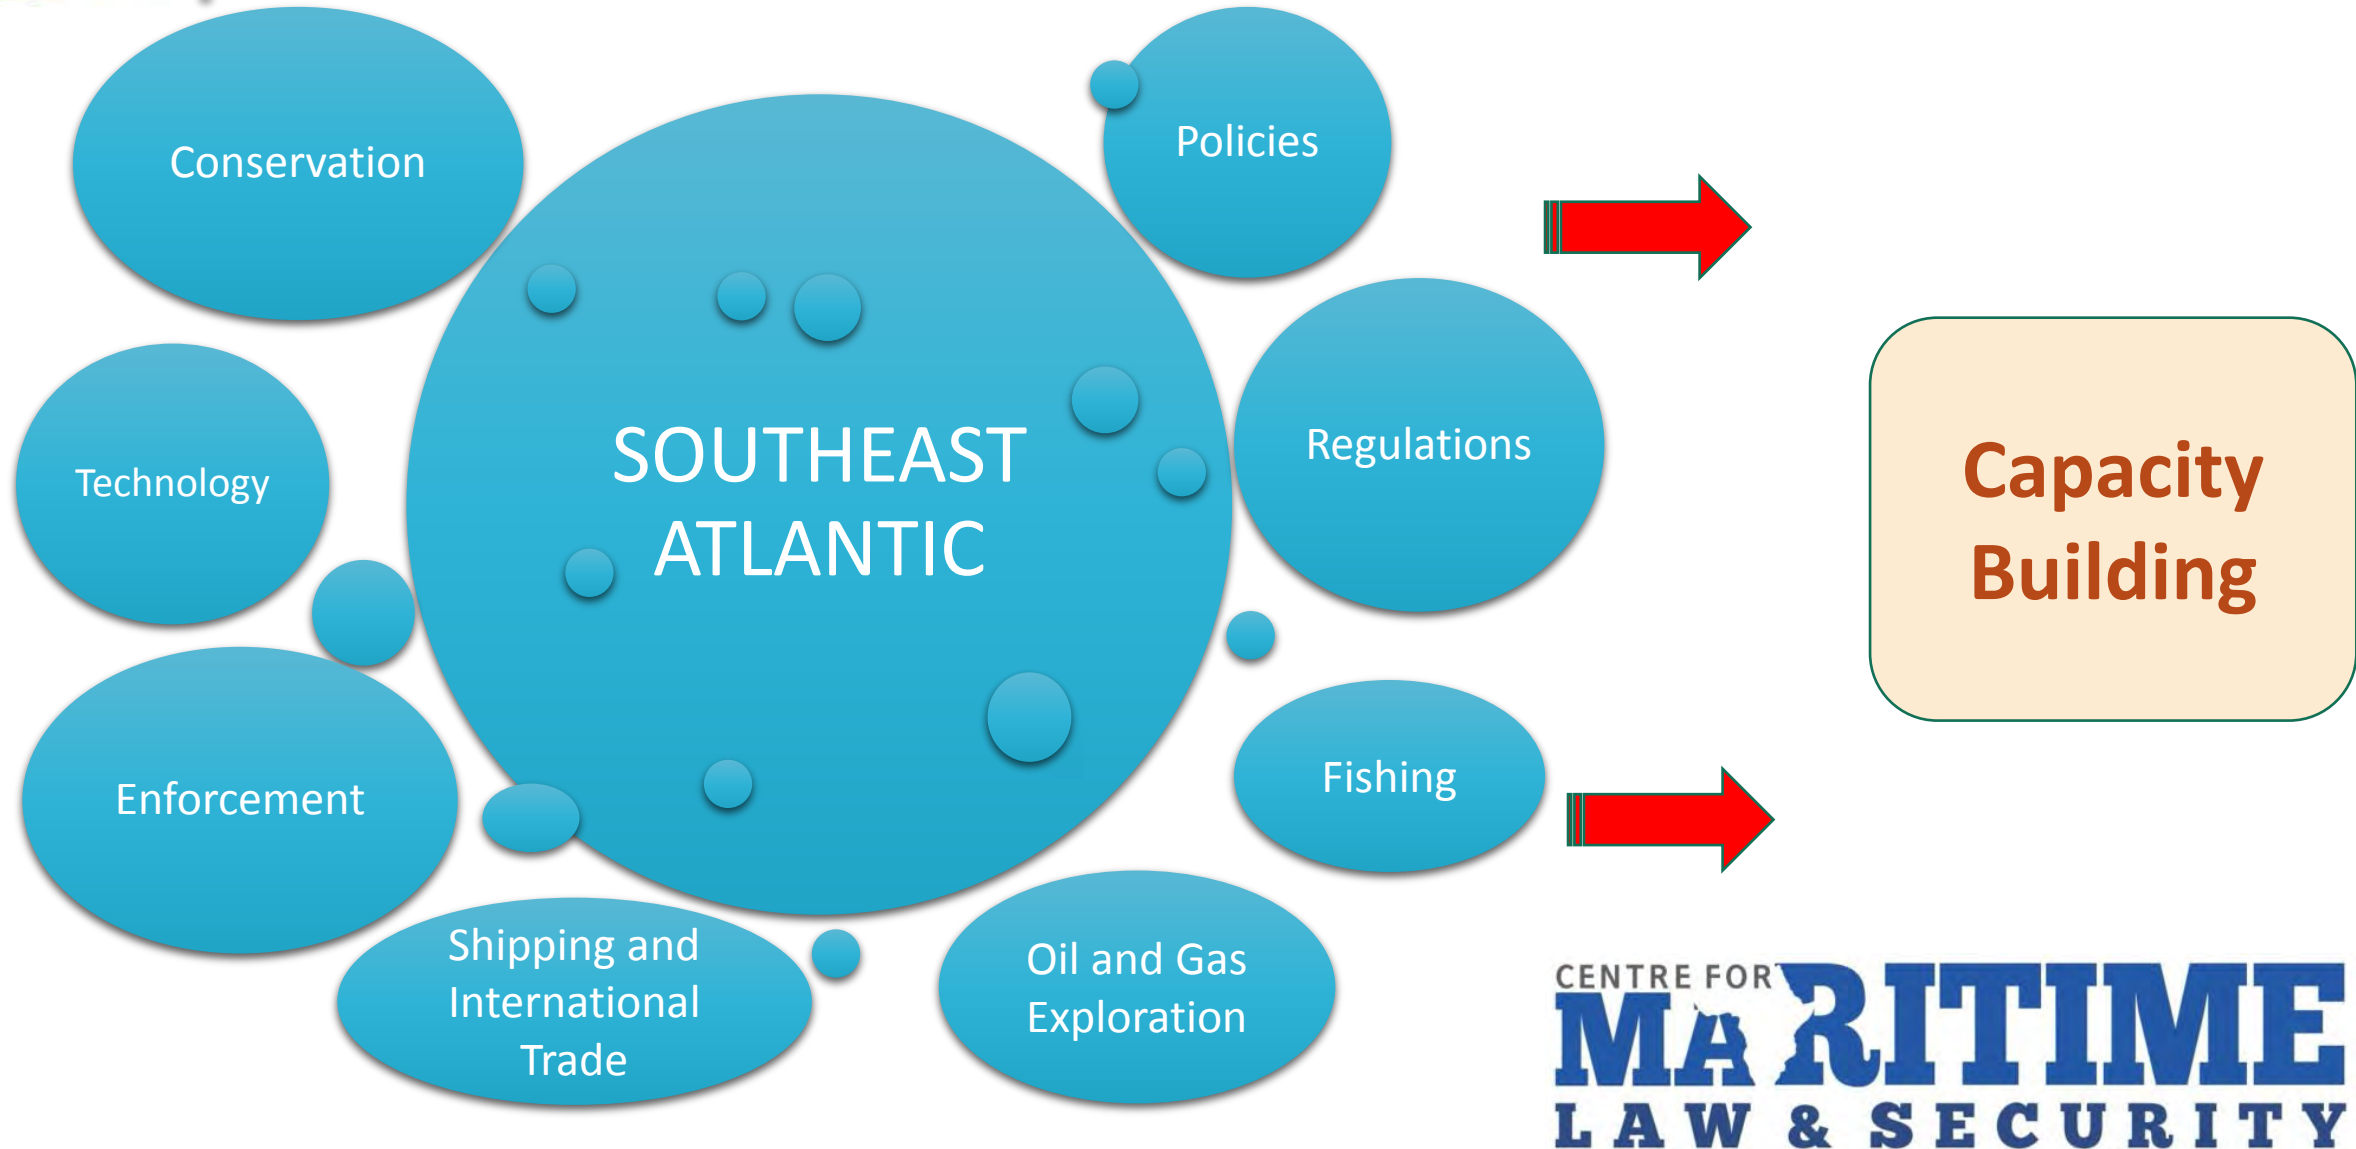 Conservation
Policies
Technology
SOUTHEAST
ATLANTIC
Regulations
Capacity
Building
Enforcement
Fishing
Shipping and
International
Trade
Oil and Gas
Exploration
CENTRE FOR
MARITIME
LAW & SECURITY